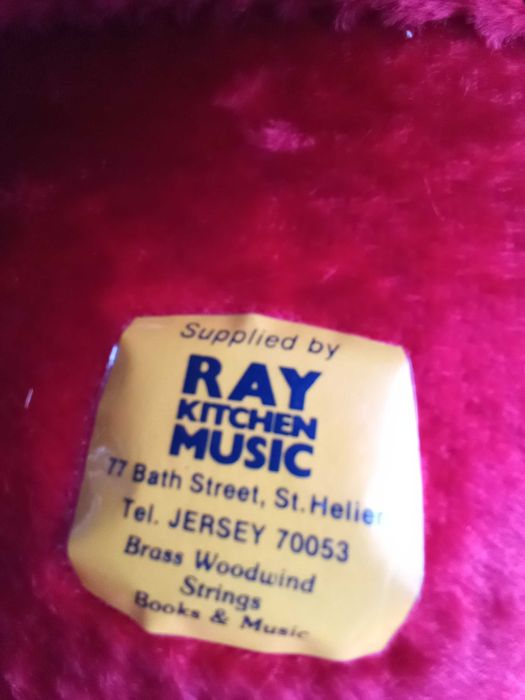 Supplied by
RAY
KITCHEN
MUSIC
77 Bath Street, St. Helier
Tel. JERSEY 70053
Brass Woodwind
Strings
Books & Music